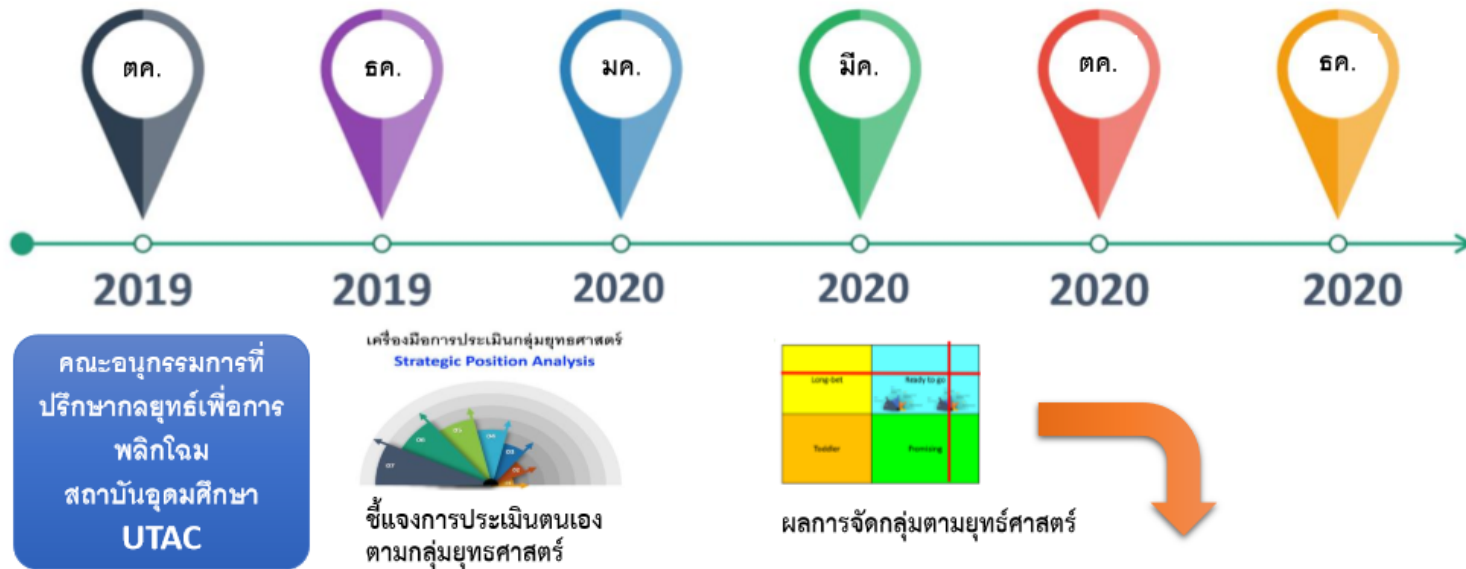 ตค.
ธค.
มค.
มีค.
ตค.
ธค.
2019
2019
2020
2020
2020
2020
คณะอนุกรรมการที่
ปรึกษากลยุทธ์เพื่อการ
พลิกโฉม
สถาบันอุดมศึกษา
UTAC
เครื่องมือการประเมินกลุ่มยุทธศาสตร์
Strategic Position Analysis
07
06
05
04
03
02
ชี้แจงการประเมินตนเอง
ตามกลุ่มยุทธศาสตร์
Long-bet
Ready to go
Toddler
Promising
ผลการจัดกลุ่มตามยุทธ์ศาสตร์